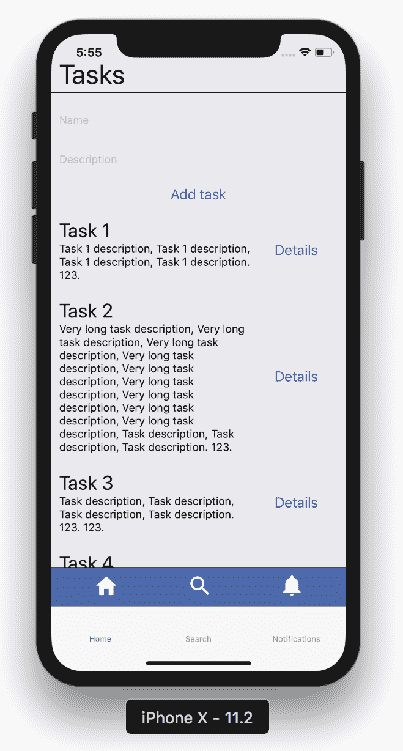 5:55
Tasks
Name
Description
Add task
Task 1
Task 1 description, Task 1 description,
Task 1 description, Task 1 description.
123.
Details
Task 2
Very long task description, Very long
task description, Very long task
description, Very long task
description, Very long task
description, Very long task
description, Very long task
description, Very long task
description, Task description, Task
description, Task description. 123.
Details
Task 3
Task description, Task description,
Task description, Task description.
123. 123.
Details
Task 4
Home
Search
Notifications
iPhone X - 11.2